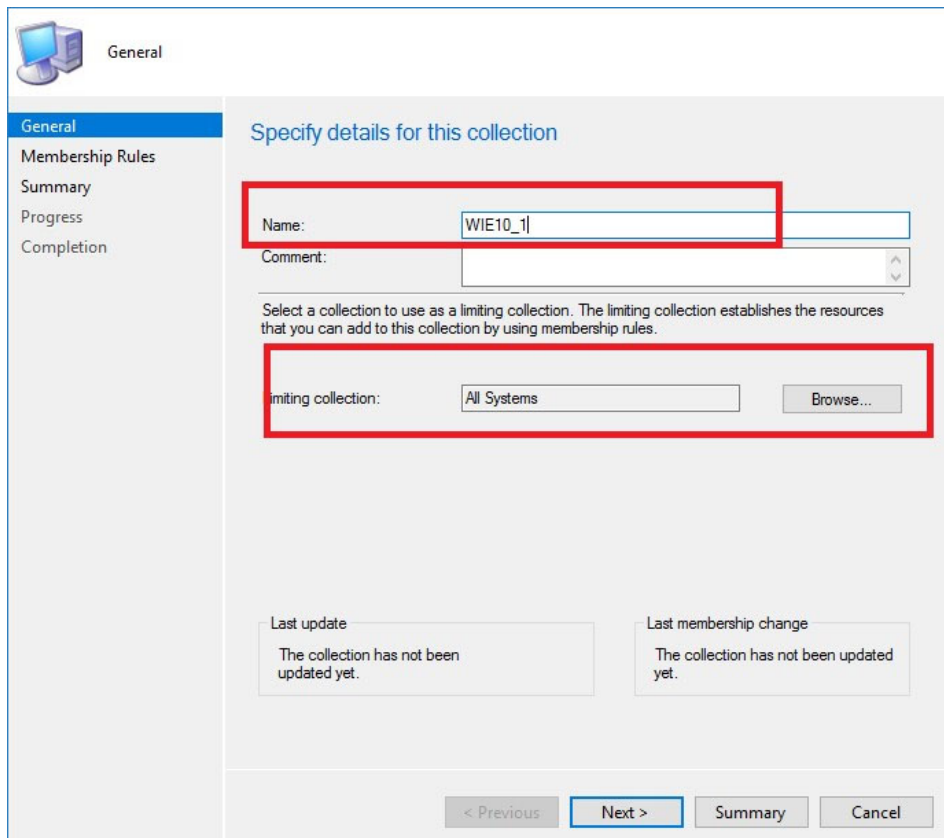 General
General
Membership Rules
Summary
Progress
Completion
Specify details for this collection
Name:
WIE10_1
Comment:
Select a collection to use as a limiting collection. The limiting collection establishes the resources
that you can add to this collection by using membership rules.
imiting collection:
All Systems
Browse...
Last update
The collection has not been
updated yet.
Last membership change
The collection has not been updated
yet.
< Previous
Next >
Summary
Cancel